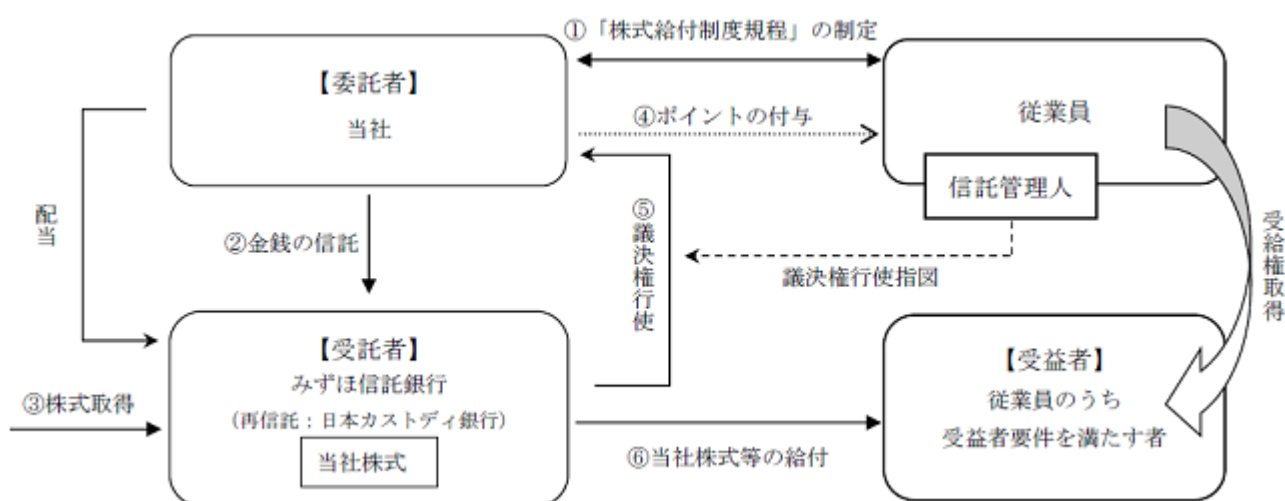 ①「株式給付制度規程」の制定
【委託者】
当社
④ポイントの付与
従業員
信託管理人
配当
②金銭の信託
⑤議決権行使
議決権行使指図
受給権取得
【受託者】
みずほ信託銀行
(再信託：日本カストディ銀行)
当社株式
③株式取得
⑥当社株式等の給付
【受益者】
従業員のうち
受益者要件を満たす者